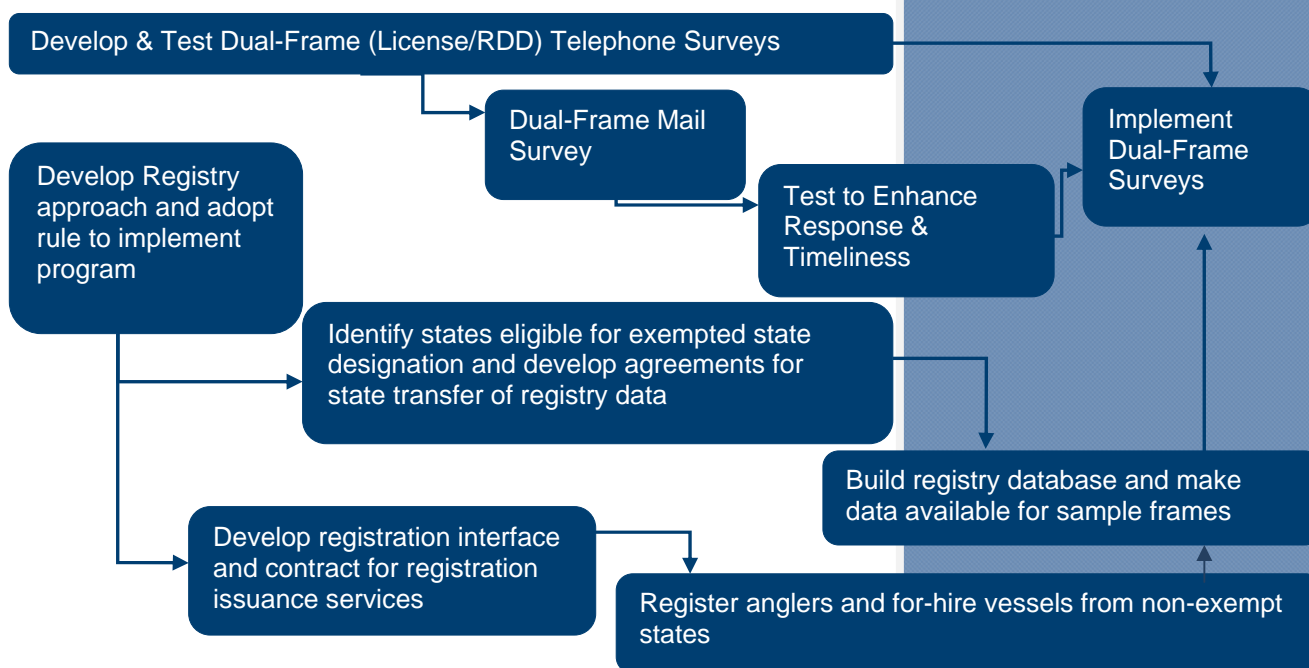 Develop & Test Dual-Frame (License/RDD) Telephone Surveys
Dual-Frame Mail
Survey
Implement
Dual-Frame
Surveys
Develop Registry
approach and adopt
rule to implement
program
Test to Enhance
Response &
Timeliness
Identify states eligible for exempted state
designation and develop agreements for
state transfer of registry data
Build registry database and make
data available for sample frames
Develop registration interface
and contract for registration
issuance services
Register anglers and for-hire vessels from non-exempt
states